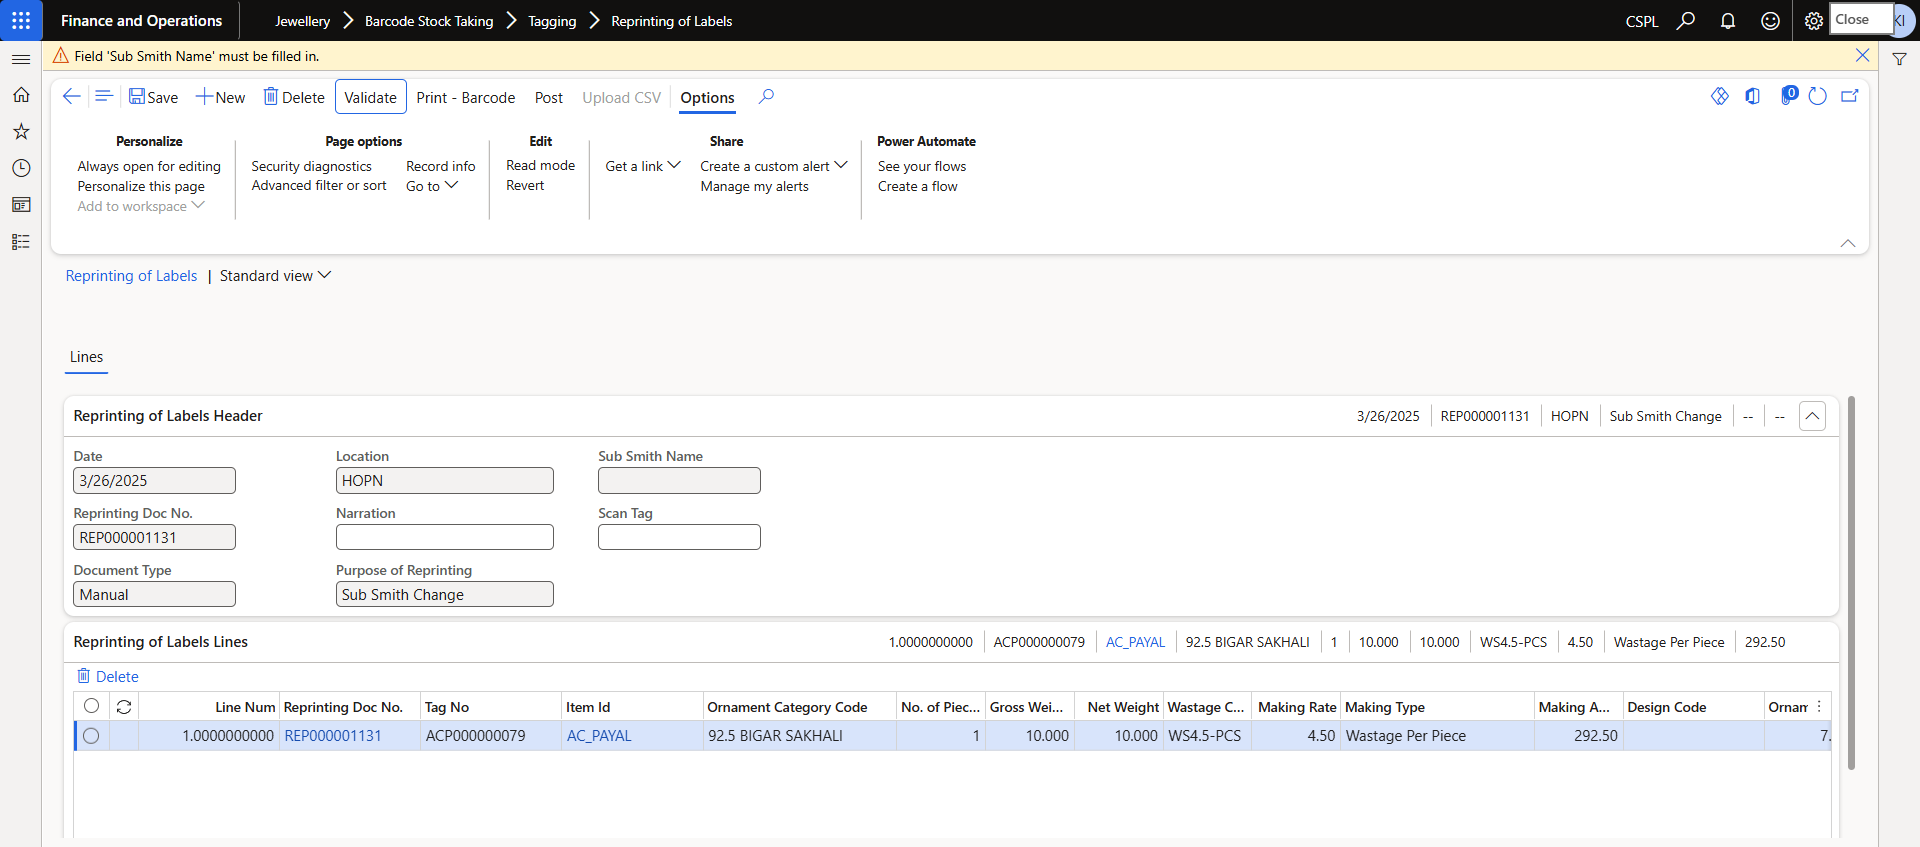 Finance and Operations Jewellery Barcode Stock Taking Tagging Reprinting of Labels CSPL Close KI
Field 'Sub Smith Name' must be filled in.
Save New Delete Validate Print - Barcode Post Upload CSV Options 0
Personalize Page options Edit Share Power Automate
Always open for editing Security diagnostics Record info Read mode Get a link Create a custom alert See your flows
Personalize this page Advanced filter or sort Go to Revert Manage my alerts Create a flow
Add to workspace
Reprinting of Labels | Standard view
Lines
Reprinting of Labels Header 3/26/2025 REP000001131 HOPN Sub Smith Change -- --
Date Location Sub Smith Name
3/26/2025 HOPN
Reprinting Doc No. Narration Scan Tag
REP000001131
Document Type Purpose of Reprinting
Manual Sub Smith Change
Reprinting of Labels Lines 1.0000000000 ACP000000079 AC_PAYAL 92.5 BIGAR SAKHALI 1 10.000 10.000 WS4.5-PCS 4.50 Wastage Per Piece 292.50
Delete
Line Num Reprinting Doc No. Tag No Item Id Ornament Category Code No. of Piec... Gross Wei... Net Weight Wastage C... Making Rate Making Type Making A... Design Code Ornam
1.0000000000 REP000001131 ACP000000079 AC_PAYAL 92.5 BIGAR SAKHALI 1 10.000 10.000 WS4.5-PCS 4.50 Wastage Per Piece 292.50 7.